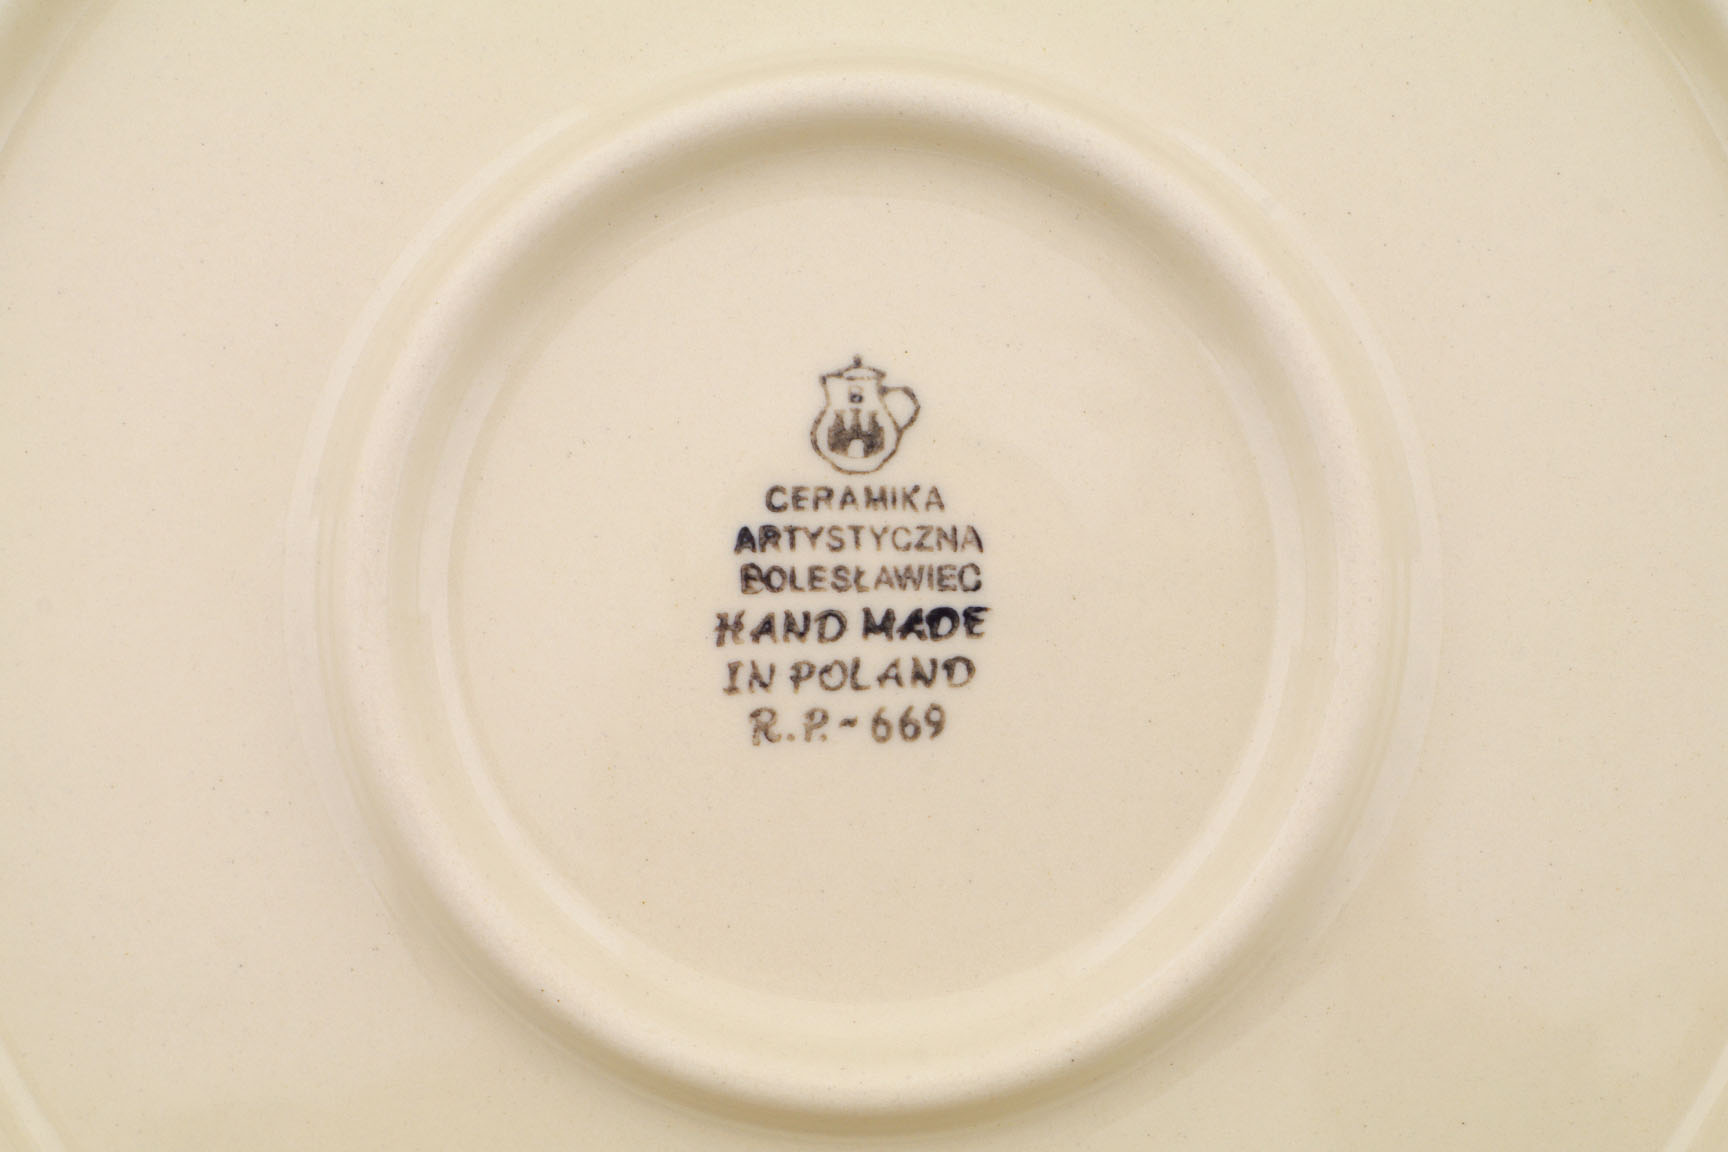 B
CERAMIKA
ARTYSTYCZNA
BOLESŁAWIEC
HAND MADE
IN POLAND
R.P.~669